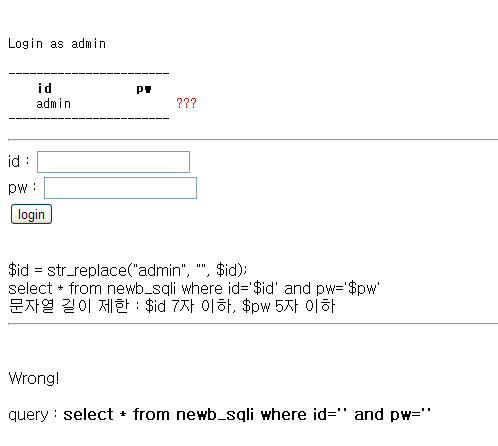 Login as admin
-----------------------
id pw
admin ???
-----------------------
id :
pw :
login
$id = str_replace("admin", "", $id);
select * from newb_sqli where id='$id' and pw='$pw'
문자열 길이 제한 : $id 7자 이하, $pw 5자 이하
Wrong!
query : select * from newb_sqli where id='' and pw=''